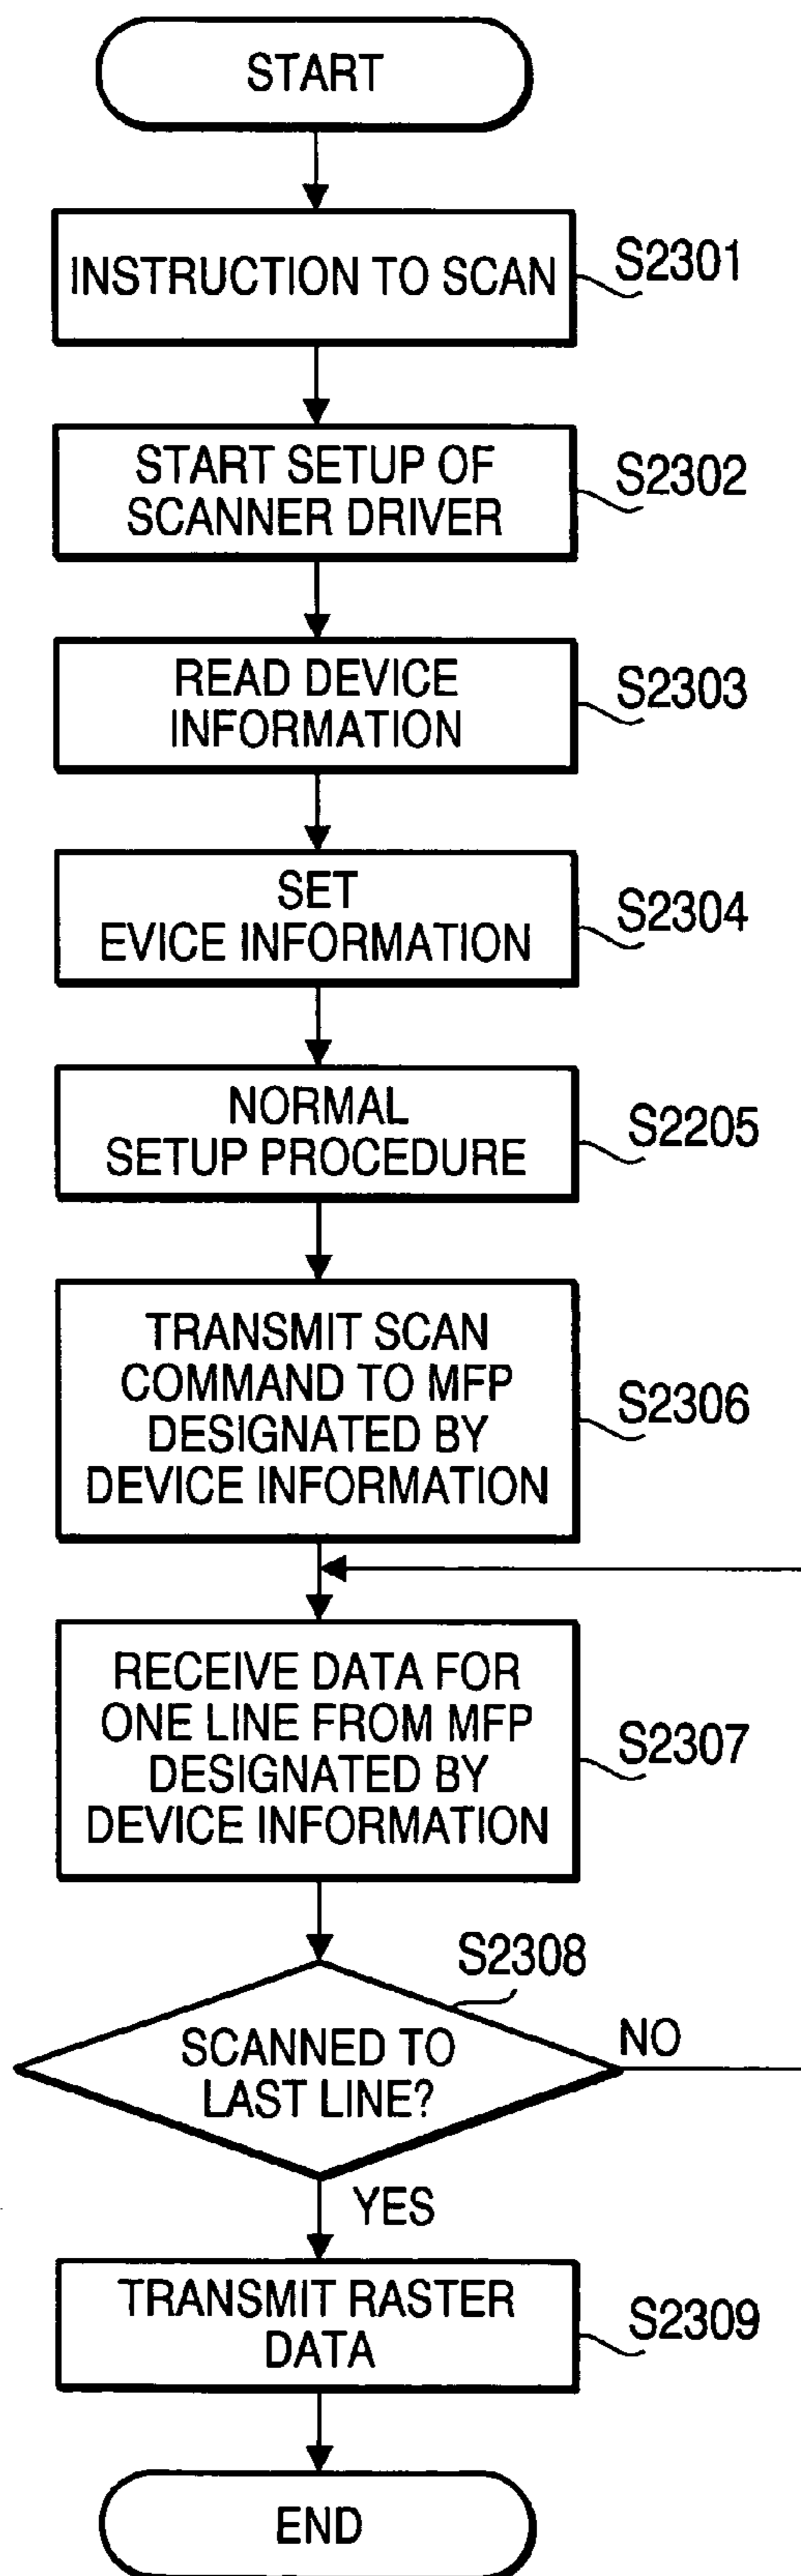 START
INSTRUCTION TO SCAN
S2301
START SETUP OF
SCANNER DRIVER
S2302
READ DEVICE
INFORMATION
S2303
SET
EVICE INFORMATION
S2304
NORMAL
SETUP PROCEDURE
S2205
TRANSMIT SCAN
COMMAND TO MFP
DESIGNATED BY
DEVICE INFORMATION
S2306
RECEIVE DATA FOR
ONE LINE FROM MFP
DESIGNATED BY
DEVICE INFORMATION
S2307
S2308
SCANNED TO
LAST LINE?
NO
YES
TRANSMIT RASTER
DATA
S2309
END